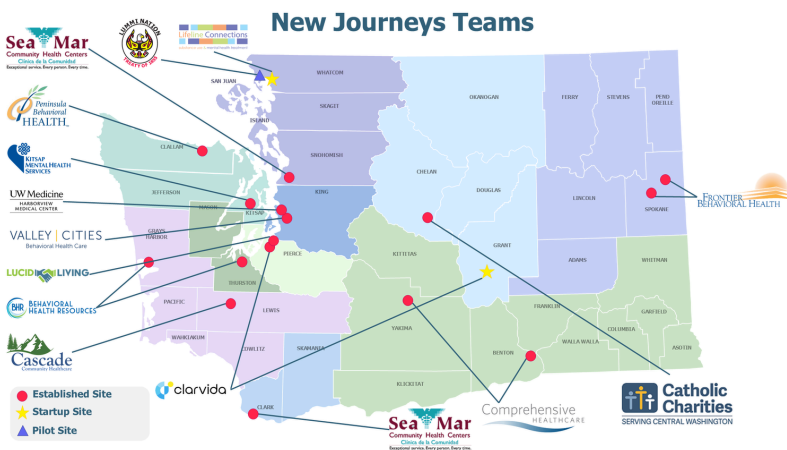 New Journeys Teams
Sea Mar
Community Health Centers
Clínica de la Comunidad
Exceptional service. Every person. Every time.
LUMMI NATION
TREATY OF 1855
Lifeline Connections
Peninsula
Behavioral
HEALTH
KITSAP
MENTAL HEALTH
SERVICES
UW Medicine
HARBORVIEW
MEDICAL CENTER
VALLEY CITIES
Behavioral Health Care
LUCID LIVING
BHR
BEHAVIORAL
HEALTH RESOURCES
Cascade
Community Healthcare
clarvida
Sea Mar
Community Health Centers
Clínica de la Comunidad
Exceptional service. Every person. Every time.
Comprehensive
HEALTHCARE
Catholic
Charities
SERVING CENTRAL WASHINGTON
FRONTIER
BEHAVIORAL HEALTH
WHATCOM
SAN JUAN
SKAGIT
ISLAND
SNOHOMISH
CLALLAM
JEFFERSON
KING
KITSAP
MASON
GRAYS
HARBOR
PIERCE
THURSTON
PACIFIC
LEWIS
WAHKIAKUM
COWLITZ
SKAMANIA
CLARK
OKANOGAN
FERRY
STEVENS
PEND
OREILLE
CHELAN
DOUGLAS
LINCOLN
SPOKANE
KITTITAS
GRANT
ADAMS
WHITMAN
YAKIMA
FRANKLIN
GARFIELD
COLUMBIA
WALLA WALLA
BENTON
ASOTIN
KLICKITAT
Established Site
Startup Site
Pilot Site